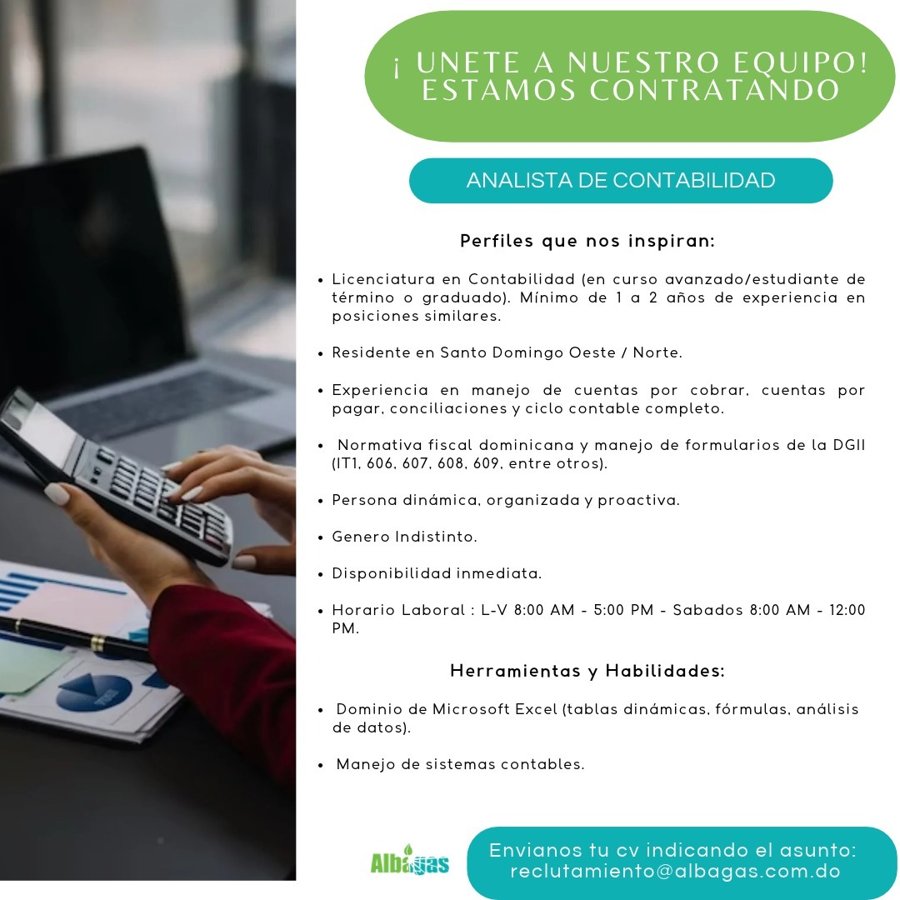 ¡ UNETE A NUESTRO EQUIPO!
ESTAMOS CONTRATANDO
ANALISTA DE CONTABILIDAD
Perfiles que nos inspiran:
• Licenciatura en Contabilidad (en curso avanzado/estudiante de
término o graduado). Mínimo de 1 a 2 años de experiencia en
posiciones similares.
• Residente en Santo Domingo Oeste / Norte.
• Experiencia en manejo de cuentas por cobrar, cuentas por
pagar, conciliaciones y ciclo contable completo.
• Normativa fiscal dominicana y manejo de formularios de la DGII
(IT1, 606, 607, 608, 609, entre otros).
• Persona dinámica, organizada y proactiva.
• Genero Indistinto.
• Disponibilidad inmediata.
• Horario Laboral : L-V 8:00 AM - 5:00 PM - Sabados 8:00 AM - 12:00
PM.
Herramientas y Habilidades:
• Dominio de Microsoft Excel (tablas dinámicas, fórmulas, análisis
de datos).
• Manejo de sistemas contables.
Albagas
Envianos tu cv indicando el asunto:
reclutamiento@albagas.com.do